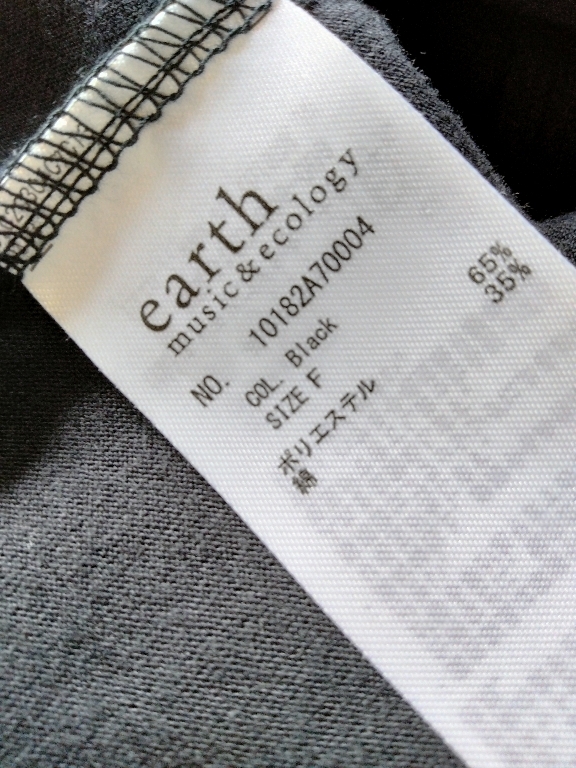 earth
music&ecology
NO. 10182A70004
COL. Black
SIZE F
ポリエステル 65%
綿 35%